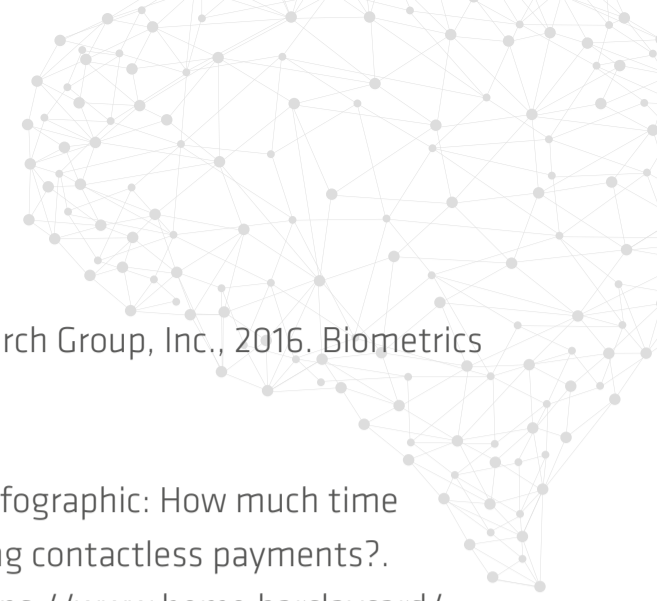 rch Group, Inc., 2016. Biometrics
fographic: How much time
g contactless payments?.